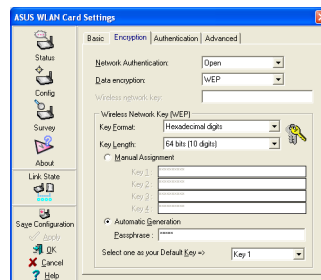 ASUS WLAN Card Settings
Status
Config
Survey
About
Link State
Save Configuration
Apply
OK
Cancel
Help
Basic Encryption Authentication Advanced
Network Authentication: Open
Data encryption: WEP
Wireless network key:
Wireless Network Key (WEP)
Key Format: Hexadecimal digits
Key Length: 64 bits (10 digits)
Manual Assignment
Key 1: **********
Key 2: **********
Key 3: **********
Key 4: **********
Automatic Generation
Passphrase: *****
Select one as your Default Key => Key 1